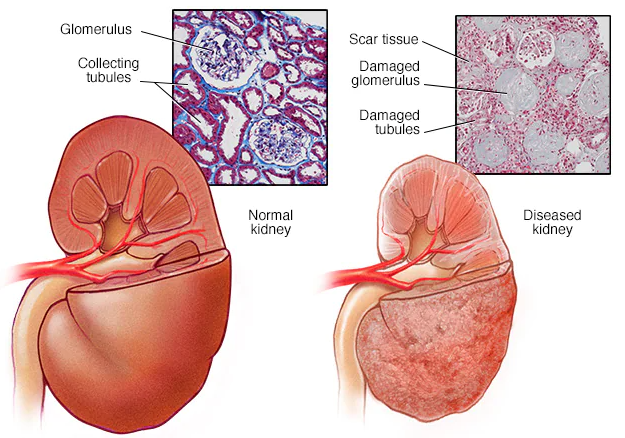 Glomerulus
Collecting
tubules
Normal
kidney
Scar tissue
Damaged
glomerulus
Damaged
tubules
Diseased
kidney